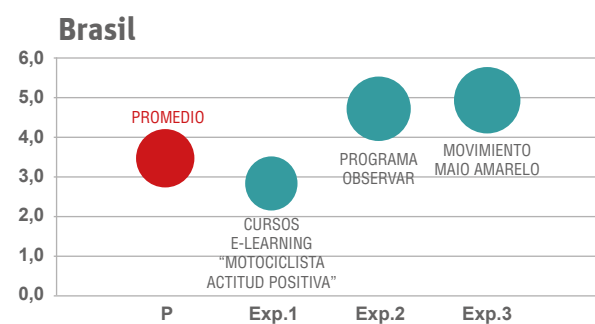 Brasil
6,0
5,0
4,0
3,0
2,0
1,0
0,0
PROMEDIO
CURSOS
E-LEARNING
“MOTOCICLISTA
ACTITUD POSITIVA”
PROGRAMA
OBSERVAR
MOVIMIENTO
MAIO AMARELO
P Exp.1 Exp.2 Exp.3